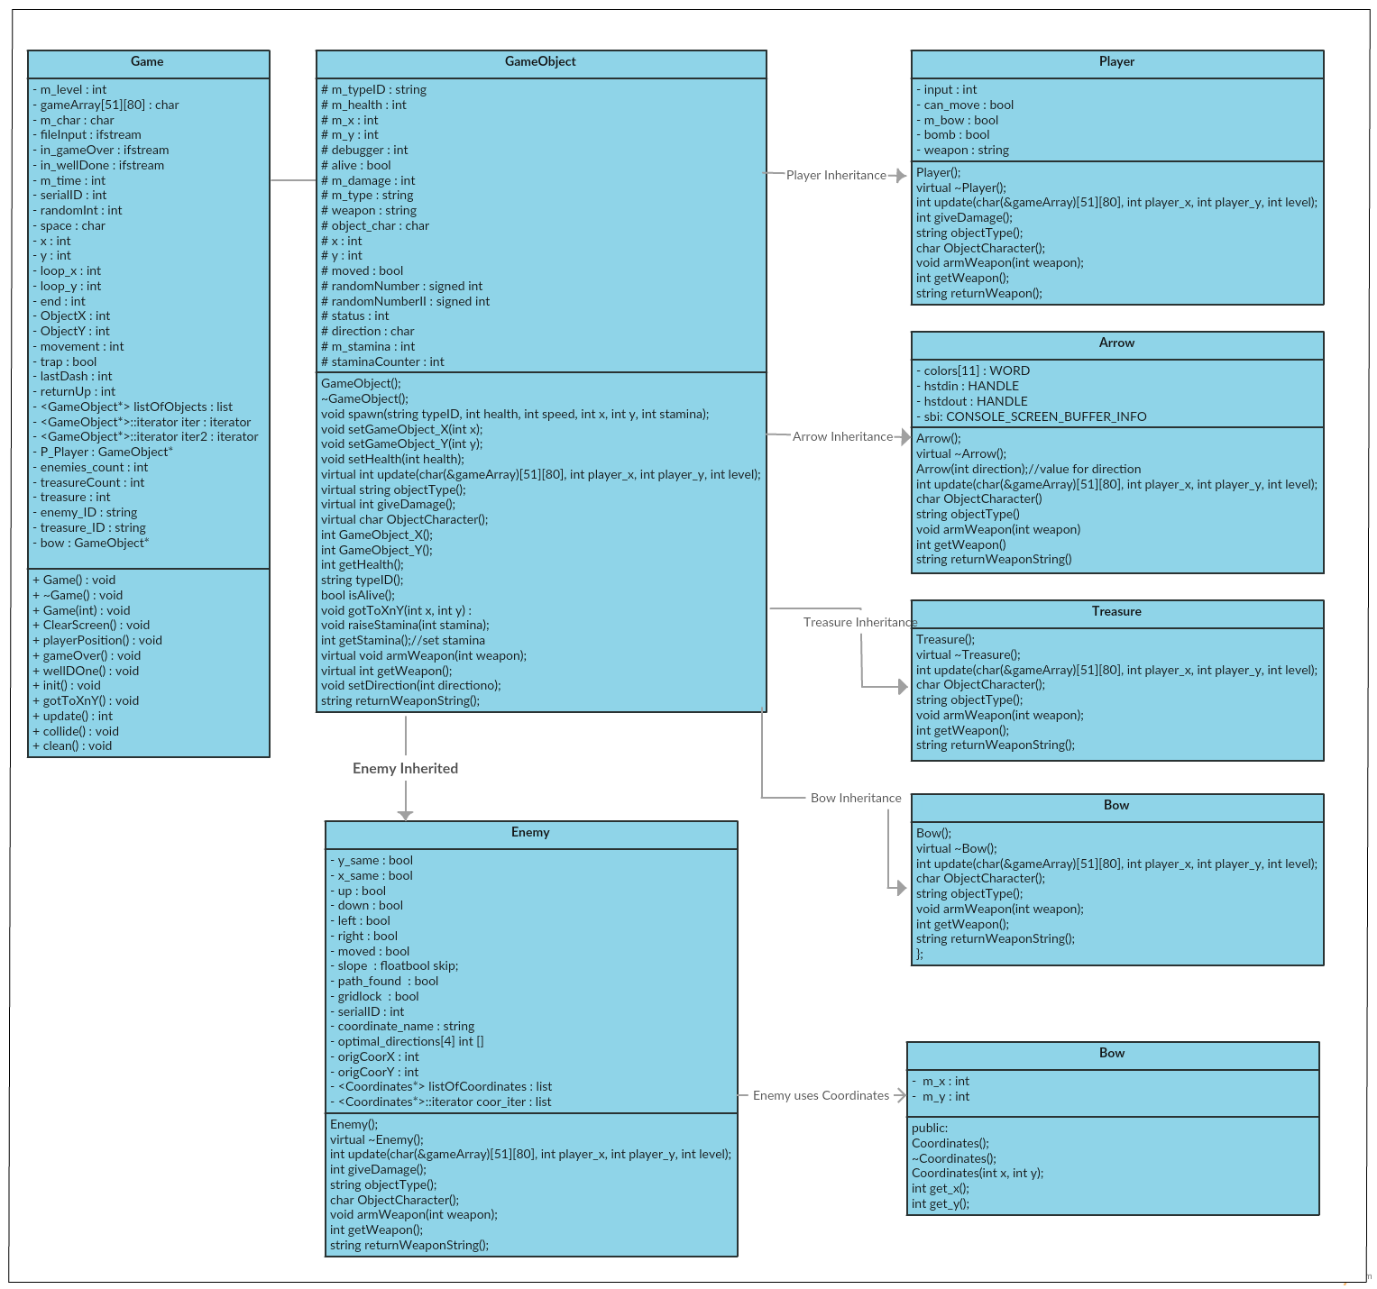 Game
- m_level : int
- gameArray[51][80] : char
- m_char : char
- fileInput : ifstream
- in_gameOver : ifstream
- in_wellDone : ifstream
- m_time : int
- serialID : int
- randomInt : int
- space : char
- x : int
- y : int
- loop_x : int
- loop_y : int
- end : int
- ObjectX : int
- ObjectY : int
- movement : int
- trap : bool
- lastDash : int
- returnUp : int
- <GameObject*> listOfObjects : list
- <GameObject*>::iterator iter : iterator
- <GameObject*>::iterator iter2 : iterator
- P_Player : GameObject*
- enemies_count : int
- treasureCount : int
- treasure : int
- enemy_ID : string
- treasure_ID : string
- bow : GameObject*
+ Game() : void
+ ~Game() : void
+ Game(int) : void
+ ClearScreen() : void
+ playerPosition() : void
+ gameOver() : void
+ wellDOne() : void
+ init() : void
+ gotToXnY() : void
+ update() : int
+ collide() : void
+ clean() : void
GameObject
# m_typeID : string
# m_health : int
# m_x : int
# m_y : int
# debugger : int
# alive : bool
# m_damage : int
# m_type : string
# weapon : string
# object_char : char
# x : int
# y : int
# moved : bool
# randomNumber : signed int
# randomNumberII : signed int
# status : int
# direction : char
# m_stamina : int
# staminaCounter : int
GameObject();
~GameObject();
void spawn(string typeID, int health, int speed, int x, int y, int stamina);
void setGameObject_X(int x);
void setGameObject_Y(int y);
void setHealth(int health);
virtual int update(char(&gameArray)[51][80], int player_x, int player_y, int level);
virtual string objectType();
virtual int giveDamage();
virtual char ObjectCharacter();
int GameObject_X();
int GameObject_Y();
int getHealth();
string typeID();
bool isAlive();
void gotToXnY(int x, int y) :
void raiseStamina(int stamina);
int getStamina();//set stamina
virtual void armWeapon(int weapon);
virtual int getWeapon();
void setDirection(int directiono);
string returnWeaponString();
Player Inheritance
Player
- input : int
- can_move : bool
- m_bow : bool
- bomb : bool
- weapon : string
Player();
virtual ~Player();
int update(char(&gameArray)[51][80], int player_x, int player_y, int level);
int giveDamage();
string objectType();
char ObjectCharacter();
void armWeapon(int weapon);
int getWeapon();
string returnWeapon();
Arrow Inheritance
Arrow
- colors[11] : WORD
- hstdin : HANDLE
- hstdout : HANDLE
- sbi: CONSOLE_SCREEN_BUFFER_INFO
Arrow();
virtual ~Arrow();
Arrow(int direction);//value for direction
int update(char(&gameArray)[51][80], int player_x, int player_y, int level);
char ObjectCharacter()
string objectType()
void armWeapon(int weapon)
int getWeapon()
string returnWeaponString()
Treasure Inheritance
Treasure
Treasure();
virtual ~Treasure();
int update(char(&gameArray)[51][80], int player_x, int player_y, int level);
char ObjectCharacter();
string objectType();
void armWeapon(int weapon);
int getWeapon();
string returnWeaponString();
Bow Inheritance
Bow
Bow();
virtual ~Bow();
int update(char(&gameArray)[51][80], int player_x, int player_y, int level);
char ObjectCharacter();
string objectType();
void armWeapon(int weapon);
int getWeapon();
string returnWeaponString();
};
Enemy Inherited
Enemy
- y_same : bool
- x_same : bool
- up : bool
- down : bool
- left : bool
- right : bool
- moved : bool
- slope : floatbool skip;
- path_found : bool
- gridlock : bool
- serialID : int
- coordinate_name : string
- optimal_directions[4] int []
- origCoorX : int
- origCoorY : int
- <Coordinates*> listOfCoordinates : list
- <Coordinates*>::iterator coor_iter : list
Enemy();
virtual ~Enemy();
int update(char(&gameArray)[51][80], int player_x, int player_y, int level);
int giveDamage();
string objectType();
char ObjectCharacter();
void armWeapon(int weapon);
int getWeapon();
string returnWeaponString();
Enemy uses Coordinates
Bow
- m_x : int
- m_y : int
public:
Coordinates();
~Coordinates();
Coordinates(int x, int y);
int get_x();
int get_y();